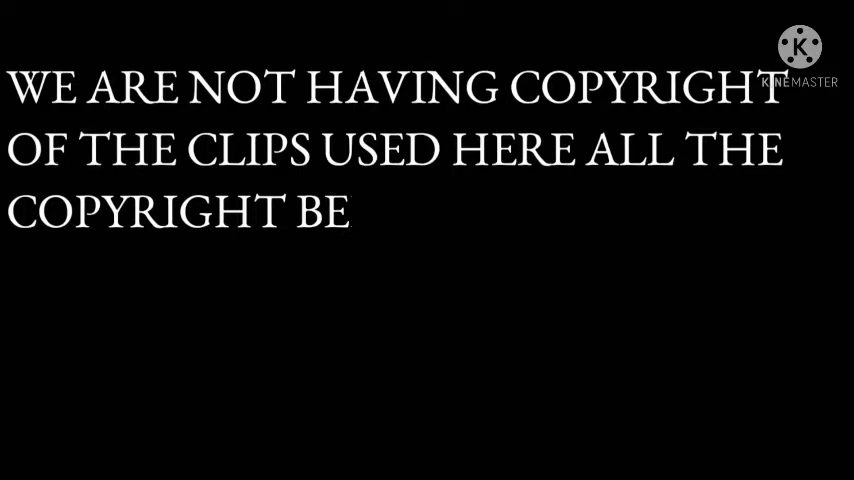 K
KINEMASTER
WE ARE NOT HAVING COPYRIGHT
OF THE CLIPS USED HERE ALL THE
COPYRIGHT BE